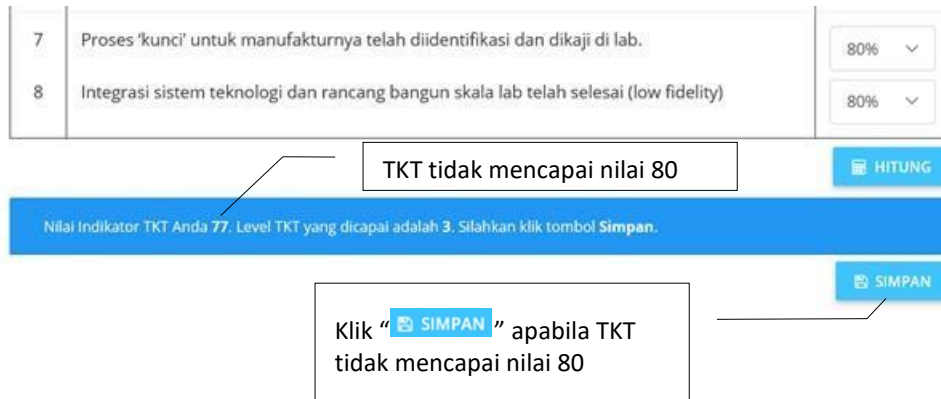 7 Proses ‘kunci’ untuk manufakturnya telah diidentifikasi dan dikaji di lab. 80%
8 Integrasi sistem teknologi dan rancang bangun skala lab telah selesai (low fidelity) 80%
TKT tidak mencapai nilai 80
HITUNG
Nilai Indikator TKT Anda 77. Level TKT yang dicapai adalah 3. Silahkan klik tombol Simpan.
SIMPAN
Klik “ SIMPAN ” apabila TKT
tidak mencapai nilai 80